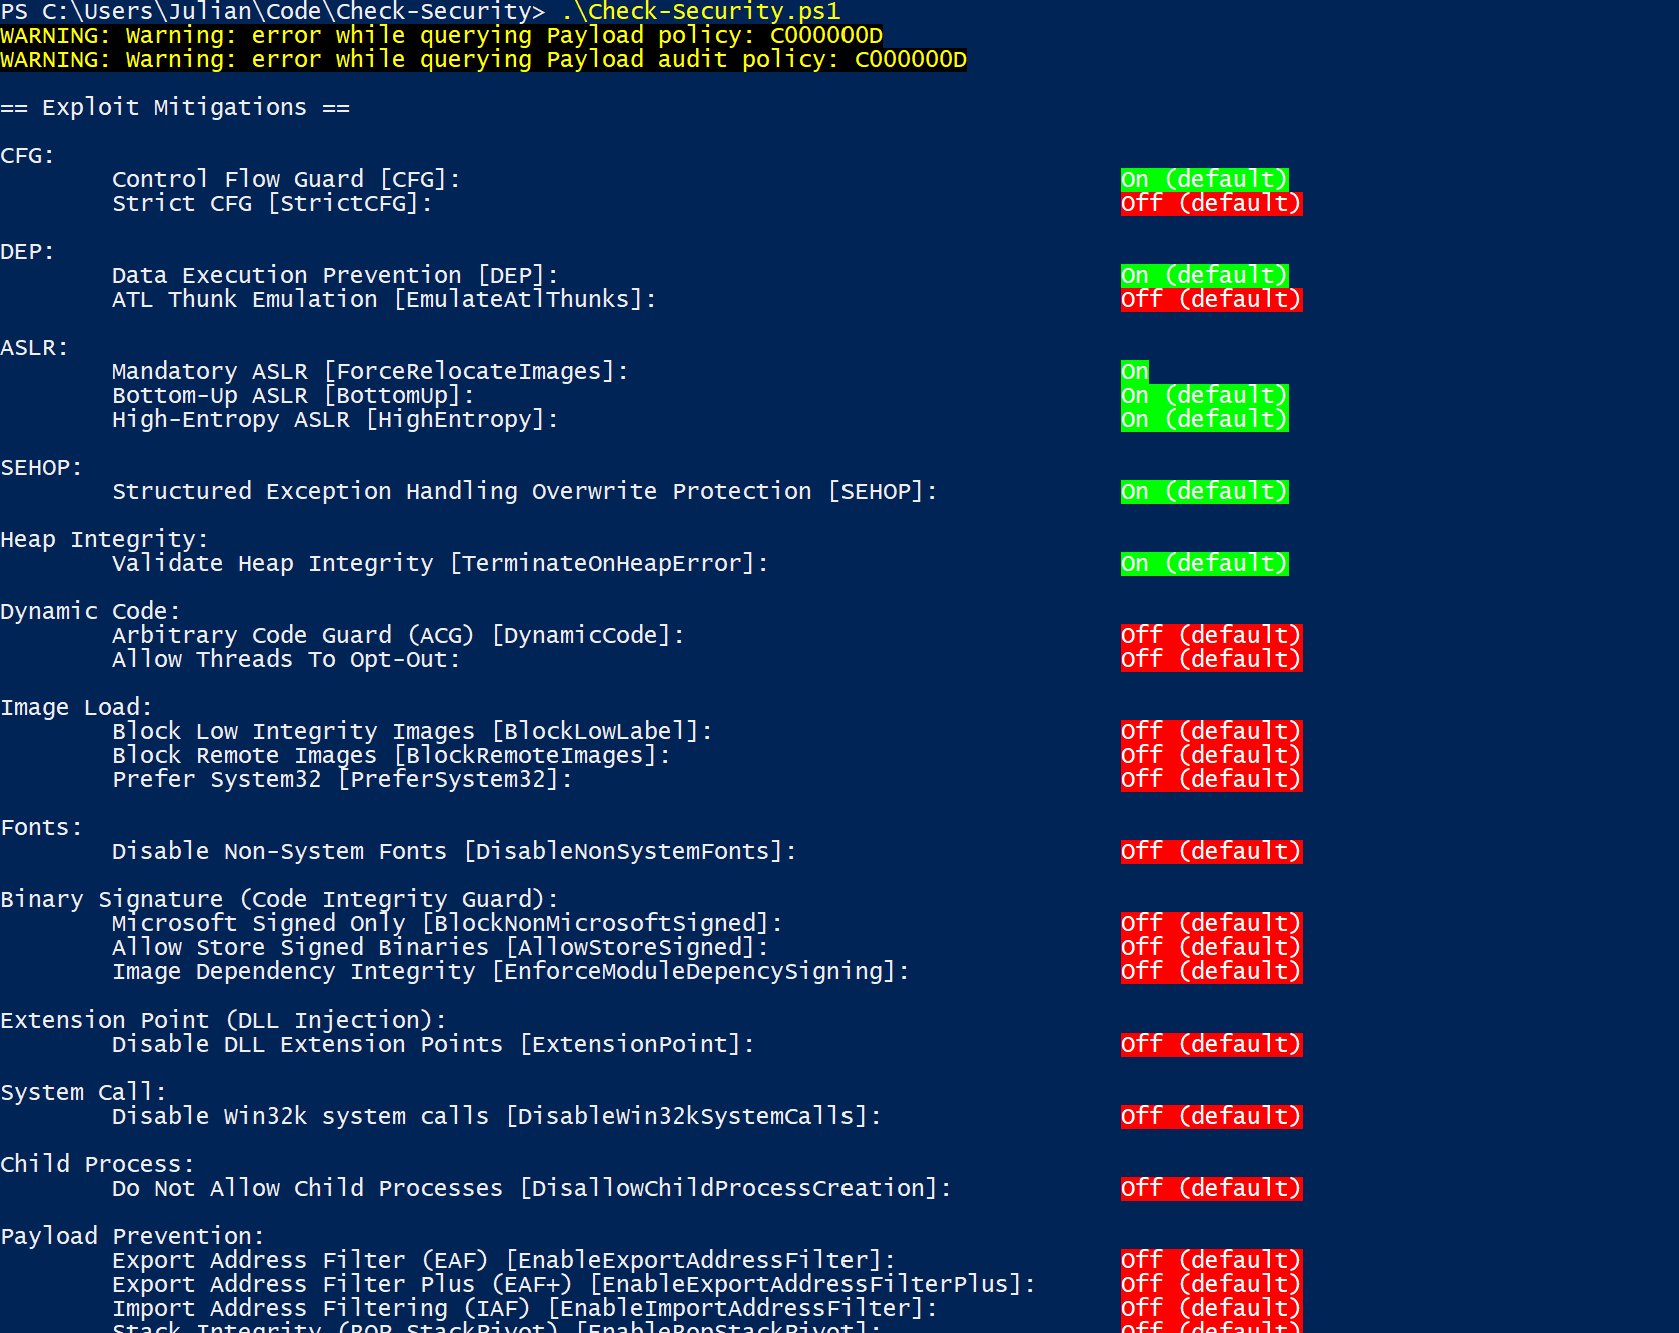 PS C:\Users\Julian\Code\Check-Security> .\Check-Security.ps1
WARNING: Warning: error while querying Payload policy: C000000D
WARNING: Warning: error while querying Payload audit policy: C000000D
== Exploit Mitigations ==
CFG:
Control Flow Guard [CFG]: On (default)
Strict CFG [StrictCFG]: Off (default)
DEP:
Data Execution Prevention [DEP]: On (default)
ATL Thunk Emulation [EmulateAtlThunks]: Off (default)
ASLR:
Mandatory ASLR [ForceRelocateImages]: On
Bottom-Up ASLR [BottomUp]: On (default)
High-Entropy ASLR [HighEntropy]: On (default)
SEHOP:
Structured Exception Handling Overwrite Protection [SEHOP]: On (default)
Heap Integrity:
Validate Heap Integrity [TerminateOnHeapError]: On (default)
Dynamic Code:
Arbitrary Code Guard (ACG) [DynamicCode]: Off (default)
Allow Threads To Opt-Out: Off (default)
Image Load:
Block Low Integrity Images [BlockLowLabel]: Off (default)
Block Remote Images [BlockRemoteImages]: Off (default)
Prefer System32 [PreferSystem32]: Off (default)
Fonts:
Disable Non-System Fonts [DisableNonSystemFonts]: Off (default)
Binary Signature (Code Integrity Guard):
Microsoft Signed Only [BlockNonMicrosoftSigned]: Off (default)
Allow Store Signed Binaries [AllowStoreSigned]: Off (default)
Image Dependency Integrity [EnforceModuleDepencySigning]: Off (default)
Extension Point (DLL Injection):
Disable DLL Extension Points [ExtensionPoint]: Off (default)
System Call:
Disable Win32k system calls [DisableWin32kSystemCalls]: Off (default)
Child Process:
Do Not Allow Child Processes [DisallowChildProcessCreation]: Off (default)
Payload Prevention:
Export Address Filter (EAF) [EnableExportAddressFilter]: Off (default)
Export Address Filter Plus (EAF+) [EnableExportAddressFilterPlus]: Off (default)
Import Address Filtering (IAF) [EnableImportAddressFilter]: Off (default)
Stack Integrity (ROP StackPivot) [EnableRopStackPivot]: Off (default)